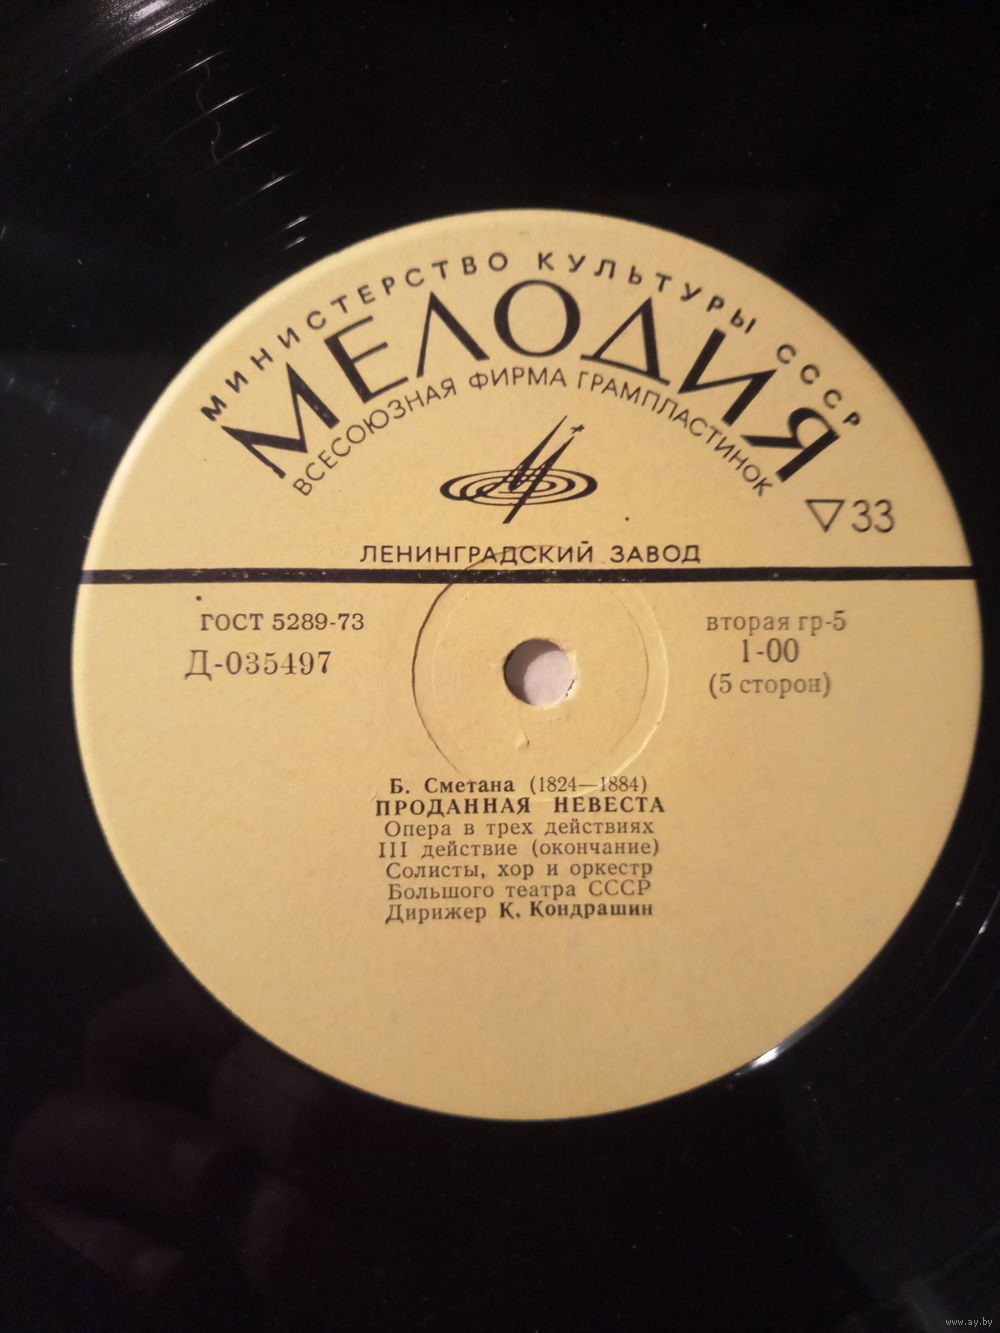 МИНИСТЕРСТВО КУЛЬТУРЫ СССР
МЕЛОДИЯ
ВСЕСОЮЗНАЯ ФИРМА ГРАМПЛАСТИНОК
▽33
ЛЕНИНГРАДСКИЙ ЗАВОД
ГОСТ 5289-73
Д-035497
вторая гр-5
1-00
(5 сторон)
Б. Сметана (1824—1884)
ПРОДАННАЯ НЕВЕСТА
Опера в трех действиях
III действие (окончание)
Солисты, хор и оркестр
Большого театра СССР
Дирижер К. Кондрашин
www.ay.by